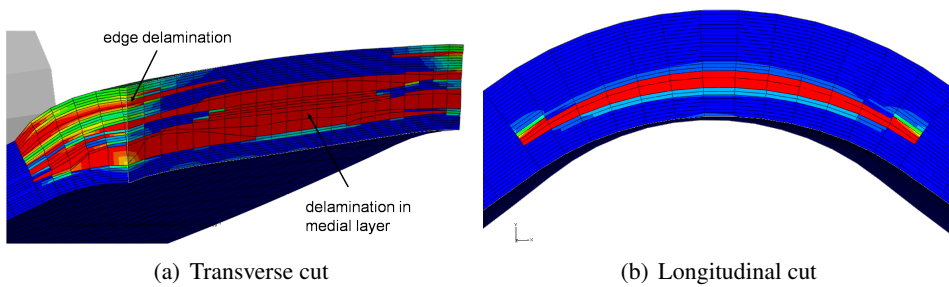 edge delamination
delamination in
medial layer
(a) Transverse cut
(b) Longitudinal cut